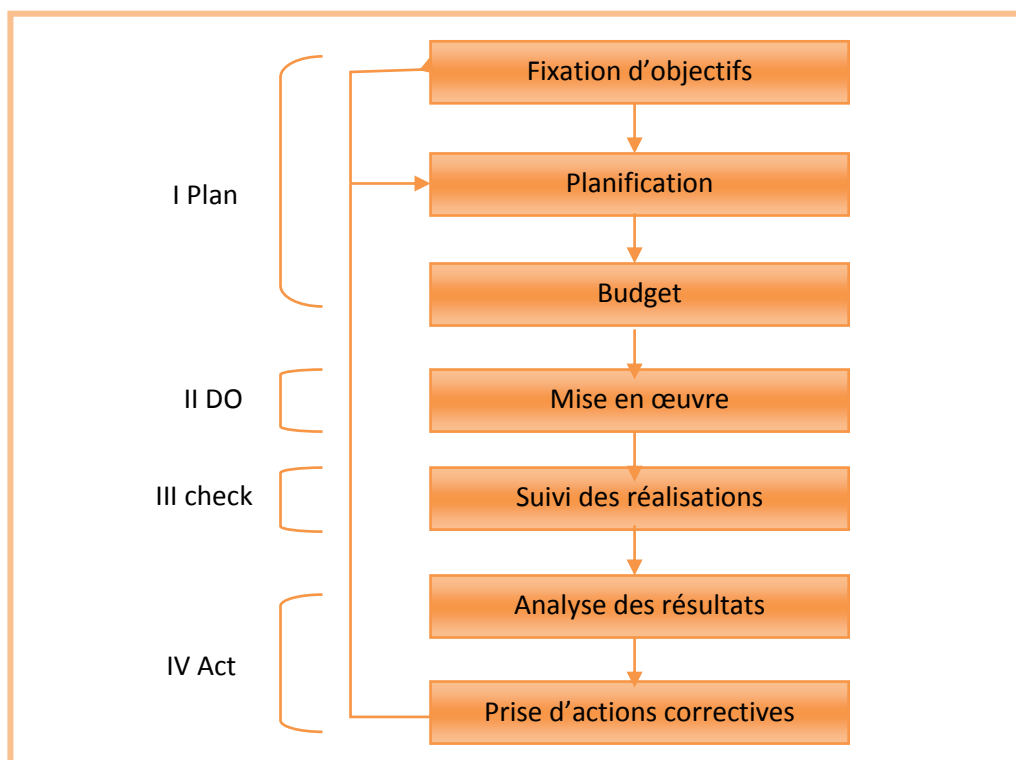 Fixation d’objectifs
Planification
I Plan
Budget
II DO
Mise en œuvre
III check
Suivi des réalisations
Analyse des résultats
IV Act
Prise d’actions correctives